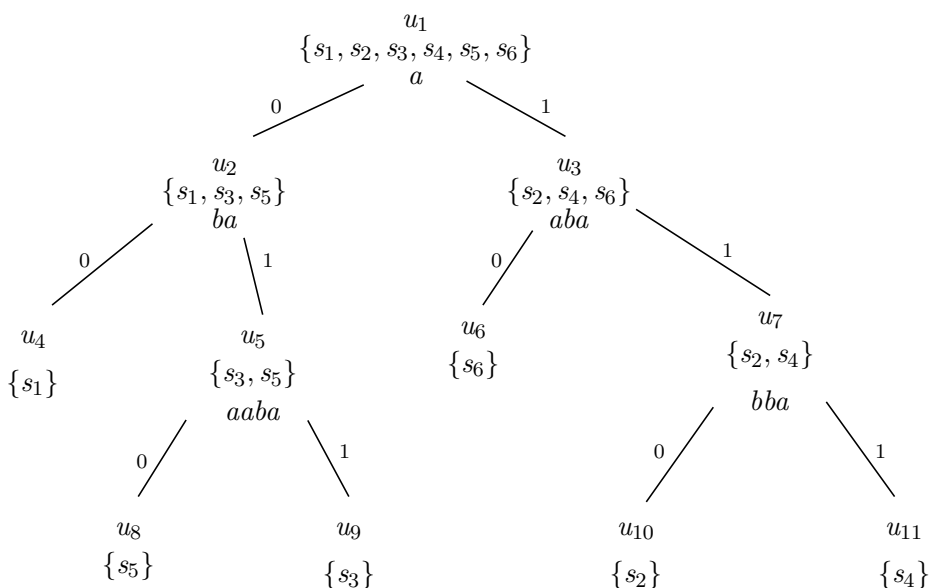 u₁
{s₁, s₂, s₃, s₄, s₅, s₆}
a
0
1
u₂
{s₁, s₃, s₅}
ba
u₃
{s₂, s₄, s₆}
aba
0
1
0
1
u₄
{s₁}
u₅
{s₃, s₅}
aaba
u₆
{s₆}
u₇
{s₂, s₄}
bba
0
1
0
1
u₈
{s₅}
u₉
{s₃}
u₁₀
{s₂}
u₁₁
{s₄}